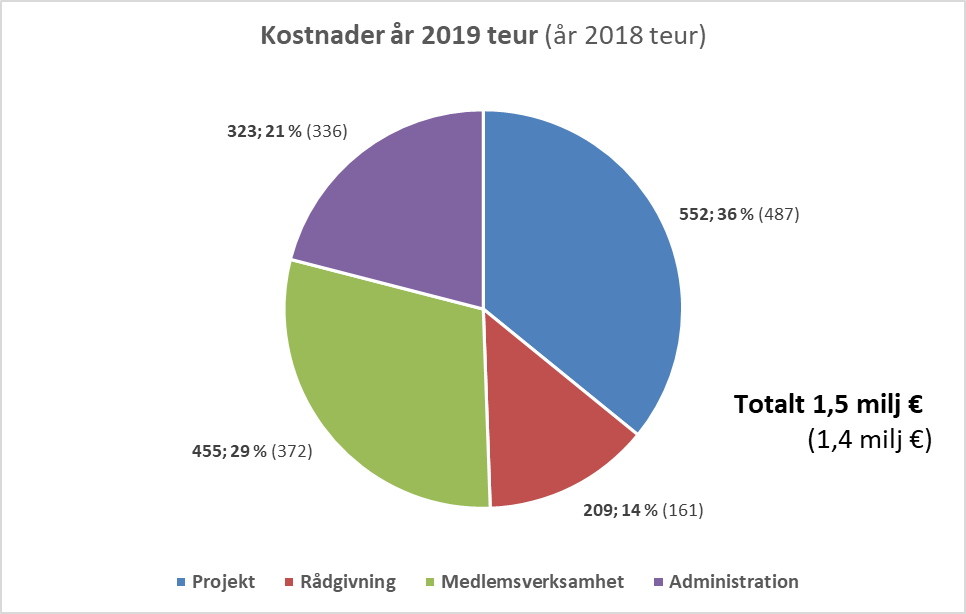 Kostnader år 2019 teur (år 2018 teur)
323; 21 % (336)
552; 36 % (487)
Totalt 1,5 milj €
(1,4 milj €)
455; 29 % (372)
209; 14 % (161)
Projekt Rådgivning Medlemsverksamhet Administration